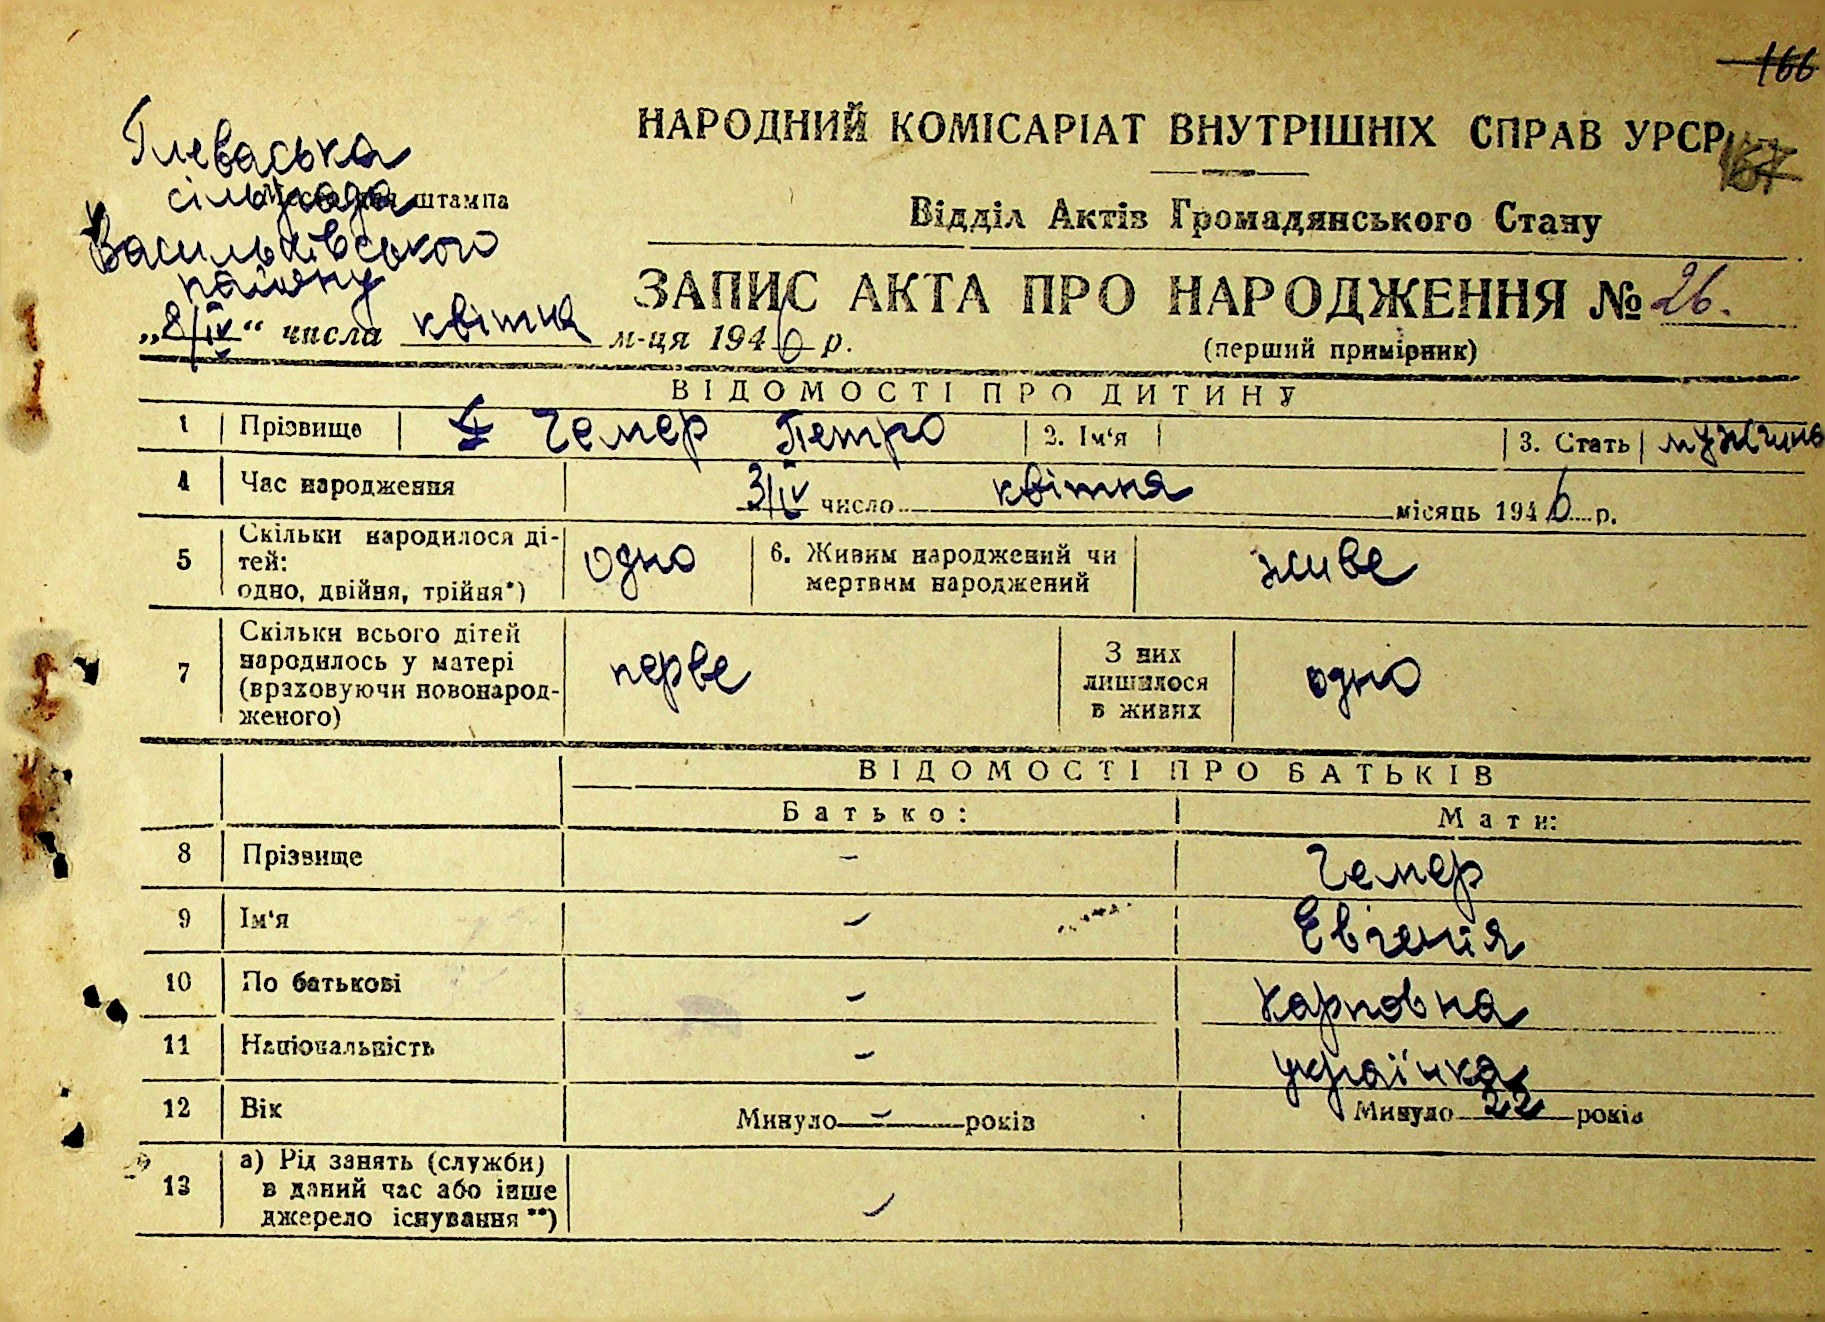 166
Глеваська
сільрада
Місце для штампа
Васильківського
району
НАРОДНИЙ КОМІСАРІАТ ВНУТРІШНІХ СПРАВ УРСР
167
Відділ Актів Громадянського Стану
ЗАПИС АКТА ПРО НАРОДЖЕННЯ № 26.
(перший примірник)
„8/IV“ числа квітня м-ця 1946 р.
ВІДОМОСТІ ПРО ДИТИНУ
1 Прізвище Чемер Петро 2. Ім‘я 3. Стать мужчина
4 Час народження 3/IV число квітня місяць 1946 р.
5 Скільки народилося ді-
тей:
одно, двійня, трійня*) одно 6. Живим народжений чи
мертвим народжений живе
7 Скільки всього дітей
народилось у матері
(враховуючи новонарод-
женого) перве З них
лишилося
в живих одно
ВІДОМОСТІ ПРО БАТЬКІВ
Батько: Мати:
8 Прізвище - Чемер
9 Ім‘я - Евгенія
10 По батькові - Карповна
11 Національність - українка
12 Вік Минуло - років Минуло 22 років
13 а) Рід занять (служби)
в даний час або інше
джерело існування **) -